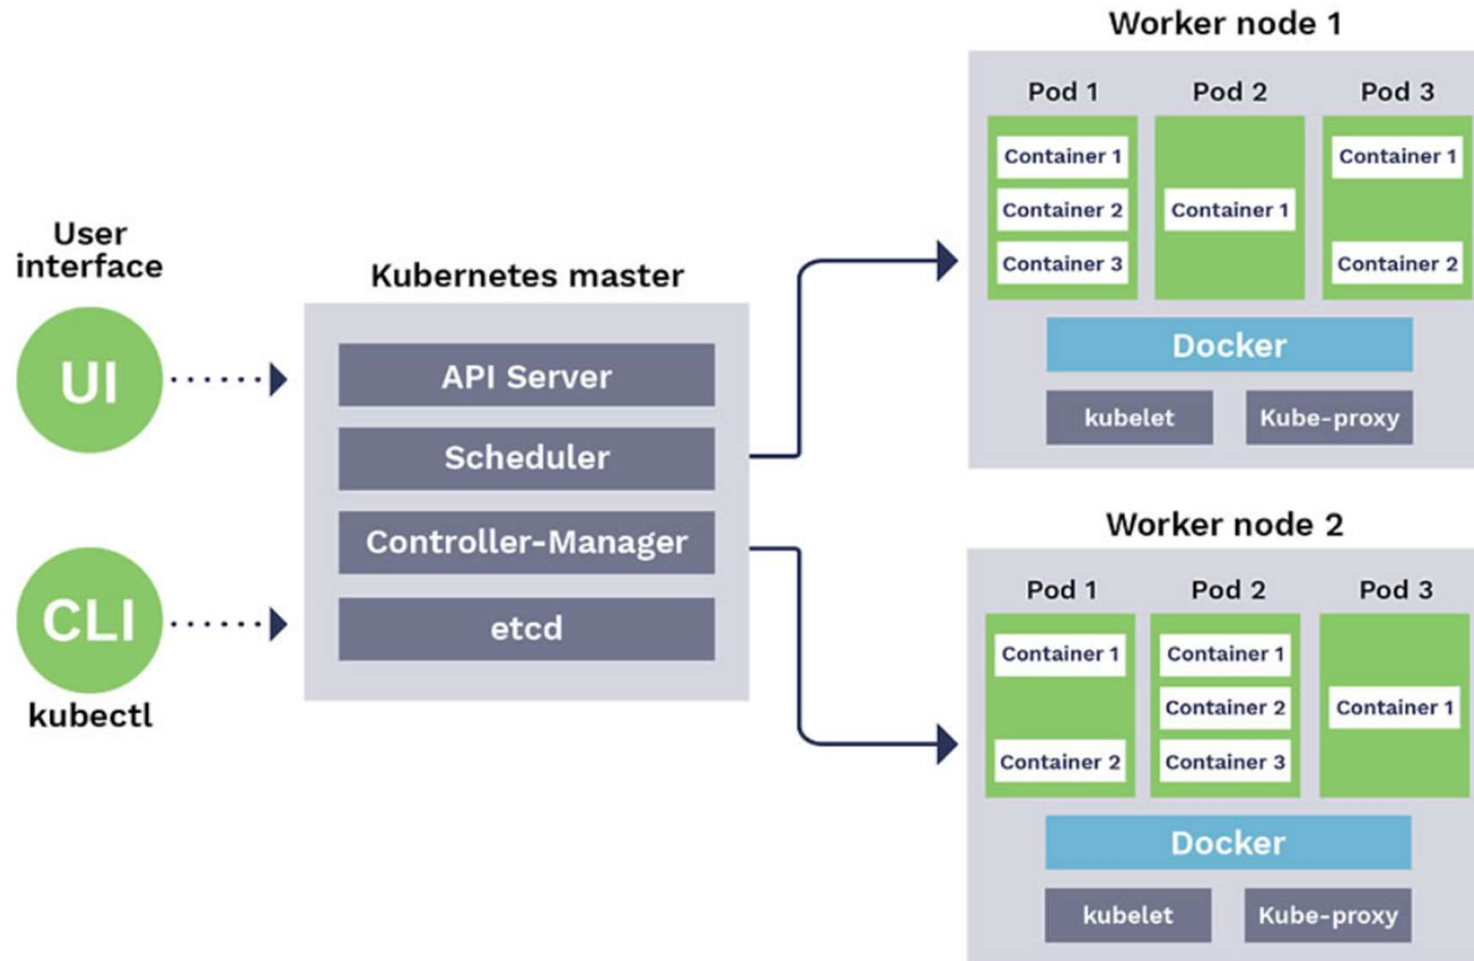 User
interface
UI
CLI
kubectl
Kubernetes master
API Server
Scheduler
Controller-Manager
etcd
Worker node 1
Pod 1
Container 1
Container 2
Container 3
Pod 2
Container 1
Pod 3
Container 1
Container 2
Docker
kubelet
Kube-proxy
Worker node 2
Pod 1
Container 1
Container 2
Pod 2
Container 1
Container 2
Container 3
Pod 3
Container 1
Docker
kubelet
Kube-proxy